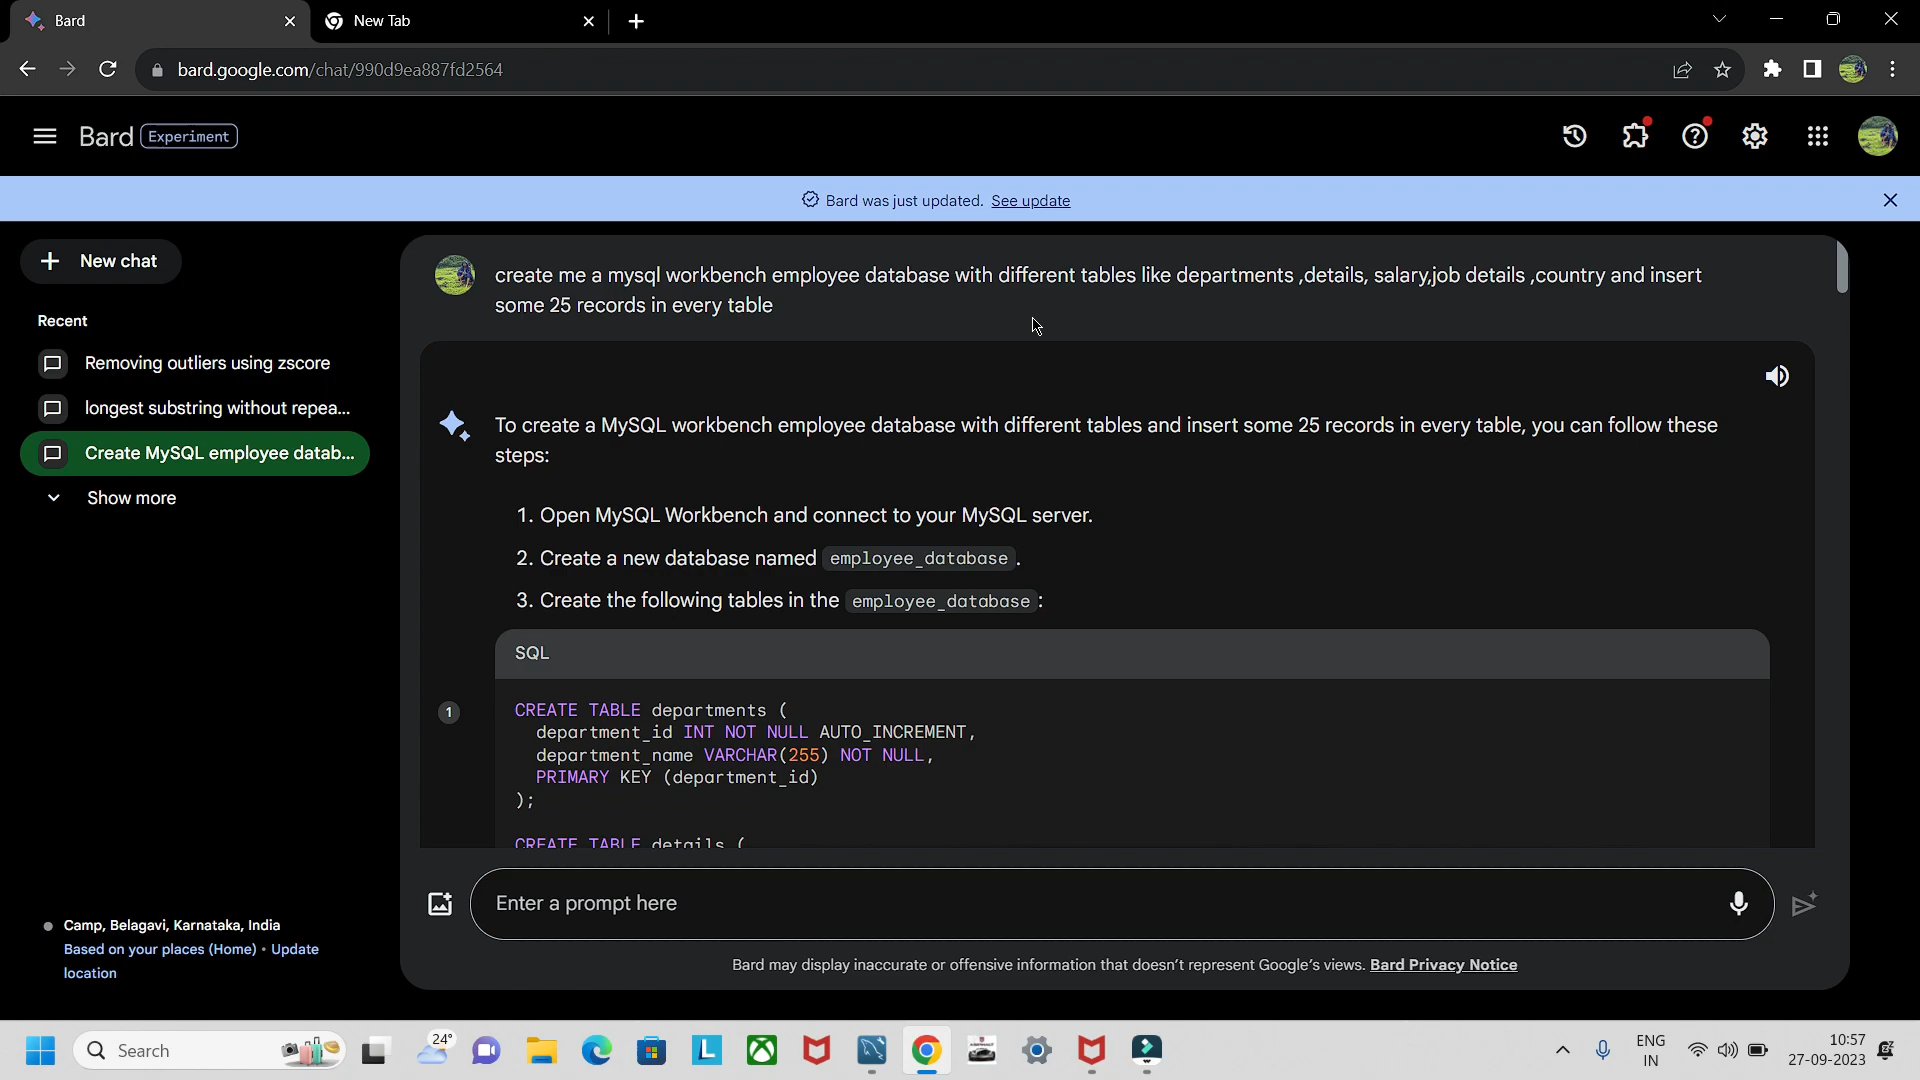 Bard
New Tab
bard.google.com/chat/990d9ea887fd2564
Bard Experiment
Bard was just updated. See update
New chat
Recent
Removing outliers using zscore
longest substring without repea...
Create MySQL employee datab...
Show more
Camp, Belagavi, Karnataka, India
Based on your places (Home) • Update
location
create me a mysql workbench employee database with different tables like departments ,details, salary,job details ,country and insert
some 25 records in every table
To create a MySQL workbench employee database with different tables and insert some 25 records in every table, you can follow these
steps:
1. Open MySQL Workbench and connect to your MySQL server.
2. Create a new database named employee_database.
3. Create the following tables in the employee_database:
SQL
1
CREATE TABLE departments (
department_id INT NOT NULL AUTO_INCREMENT,
department_name VARCHAR(255) NOT NULL,
PRIMARY KEY (department_id)
);
CREATE TABLE details (
Enter a prompt here
Bard may display inaccurate or offensive information that doesn't represent Google's views. Bard Privacy Notice
Search
24°
L
ENG
IN
10:57
27-09-2023